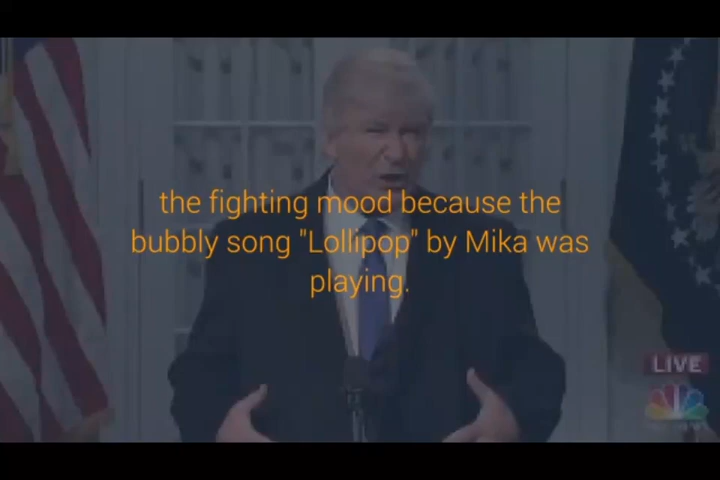 the fighting mood because the
bubbly song "Lollipop" by Mika was
playing.
LIVE